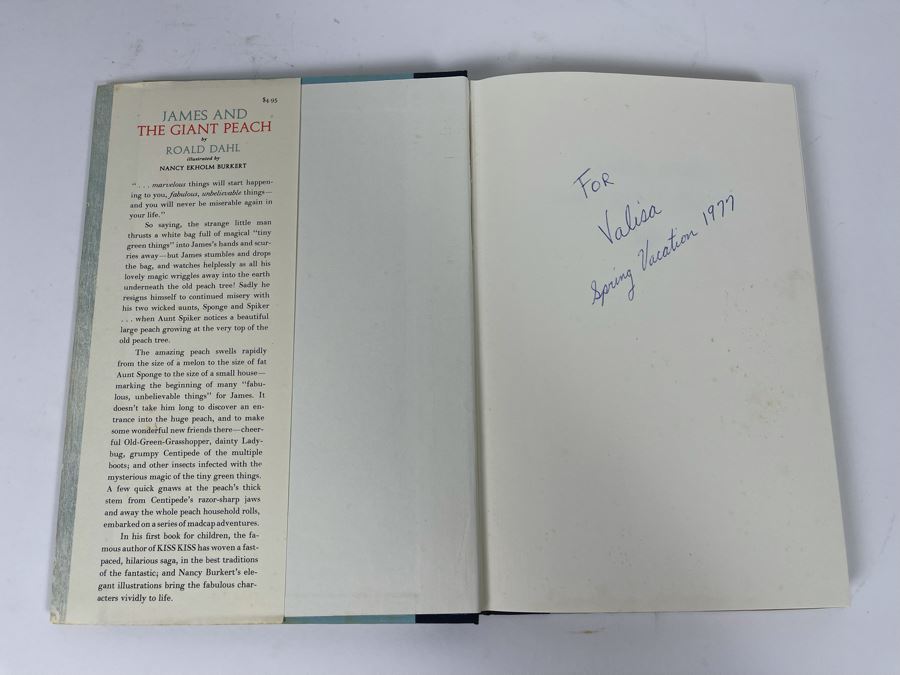 $4.95
JAMES AND
THE GIANT PEACH
by
ROALD DAHL
illustrated by
NANCY EKHOLM BURKERT
". . . marvelous things will start happen-
ing to you, fabulous, unbelievable things—
and you will never be miserable again in
your life."
So saying, the strange little man
thrusts a white bag full of magical "tiny
green things" into James's hands and scur-
ries away—but James stumbles and drops
the bag, and watches helplessly as all his
lovely magic wriggles away into the earth
underneath the old peach tree! Sadly he
resigns himself to continued misery with
his two wicked aunts, Sponge and Spiker
. . . when Aunt Spiker notices a beautiful
large peach growing at the very top of the
old peach tree.
The amazing peach swells rapidly
from the size of a melon to the size of fat
Aunt Sponge to the size of a small house—
marking the beginning of many "fabu-
lous, unbelievable things" for James. It
doesn't take him long to discover an en-
trance into the huge peach, and to make
some wonderful new friends there—cheer-
ful Old-Green-Grasshopper, dainty Lady-
bug, grumpy Centipede of the multiple
boots; and other insects infected with the
mysterious magic of the tiny green things.
A few quick gnaws at the peach's thick
stem from Centipede's razor-sharp jaws
and away the whole peach household rolls,
embarked on a series of madcap adventures.
In his first book for children, the fa-
mous author of KISS KISS has woven a fast-
paced, hilarious saga, in the best traditions
of the fantastic; and Nancy Burkert's ele-
gant illustrations bring the fabulous char-
acters vividly to life.
FOR
Valisa
Spring Vacation 1977